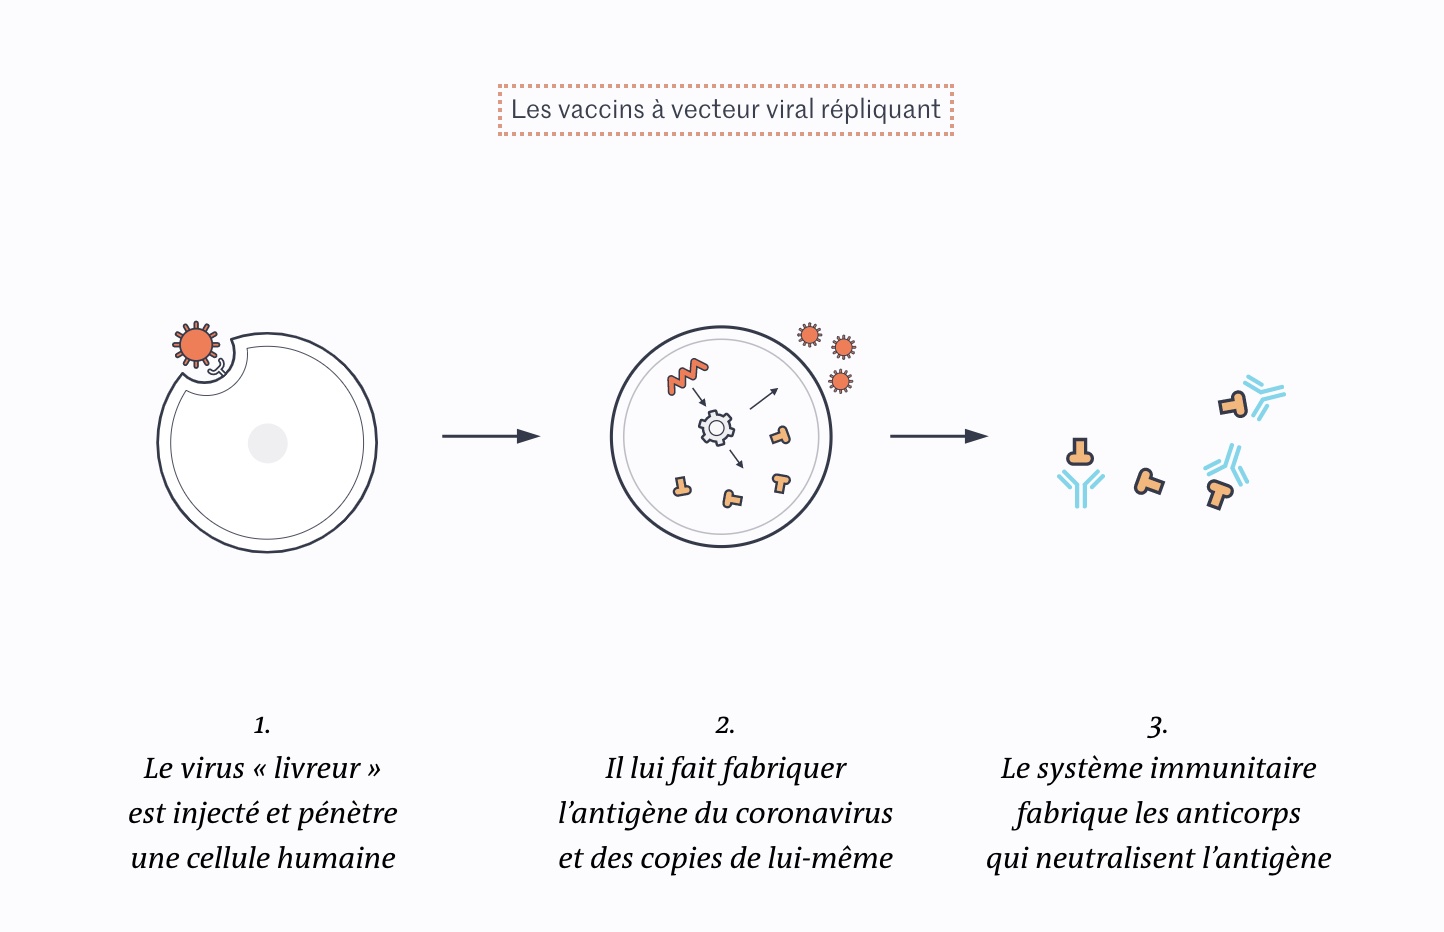 Les vaccins à vecteur viral répliquant
1.
Le virus « livreur »
est injecté et pénètre
une cellule humaine
2.
Il lui fait fabriquer
l’antigène du coronavirus
et des copies de lui-même
3.
Le système immunitaire
fabrique les anticorps
qui neutralisent l’antigène